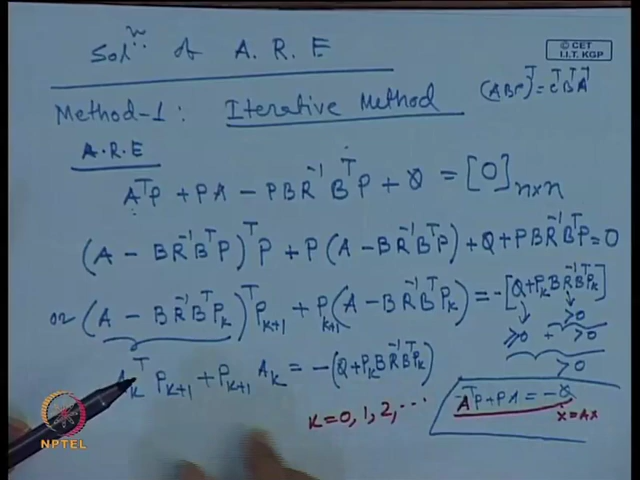 Solⁿ of A.R.E
© CET
I.I.T. KGP
Method-1: Iterative Method
(ABC)ᵀ = CᵀBᵀAᵀ
A.R.E
AᵀP + PA − PBR⁻¹BᵀP + Q = [0]ₙₓₙ
(A − BR⁻¹BᵀP)ᵀP + P(A − BR⁻¹BᵀP) + Q + PBR⁻¹BᵀP = 0
or (A − BR⁻¹BᵀPₖ)ᵀPₖ₊₁ + Pₖ₊₁(A − BR⁻¹BᵀPₖ) = −[Q + PₖBR⁻¹BᵀPₖ]
>0
≥0 + >0
>0
Aₖᵀ Pₖ₊₁ + Pₖ₊₁ Aₖ = −(Q + PₖBR⁻¹BᵀPₖ)
K = 0, 1, 2, ...
AᵀP + PA = −Q
ẋ = Ax
NPTEL